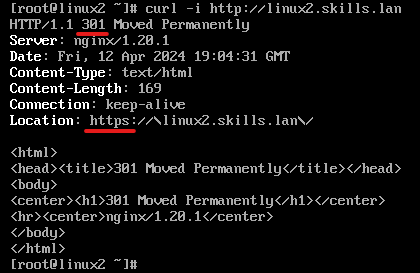 [root@linux2 ~]# curl -i http://linux2.skills.lan
HTTP/1.1 301 Moved Permanently
Server: nginx/1.20.1
Date: Fri, 12 Apr 2024 19:04:31 GMT
Content-Type: text/html
Content-Length: 169
Connection: keep-alive
Location: https://\linux2.skills.lan\/

<html>
<head><title>301 Moved Permanently</title></head>
<body>
<center><h1>301 Moved Permanently</h1></center>
<hr><center>nginx/1.20.1</center>
</body>
</html>
[root@linux2 ~]#